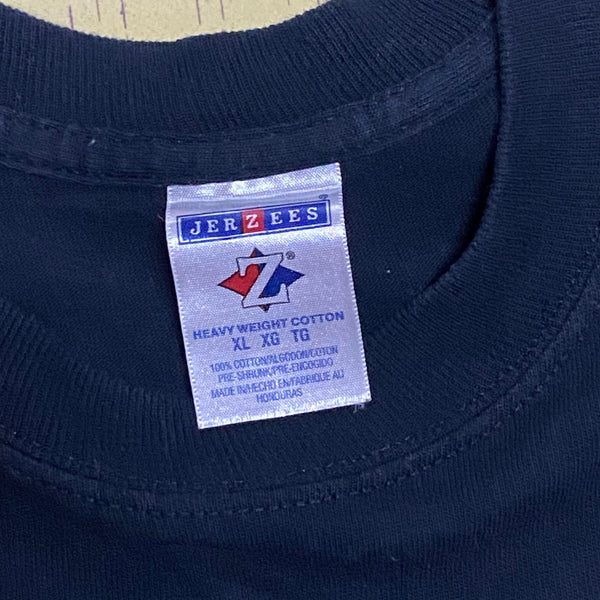 JERZEES™
Z®
HEAVY WEIGHT COTTON
XL XG TG
100% COTTON/ALGODON/COTON
PRE-SHRUNK/PRE-ENCOGIDO
MADE IN/HECHO EN/FABRIQUE AU
HONDURAS